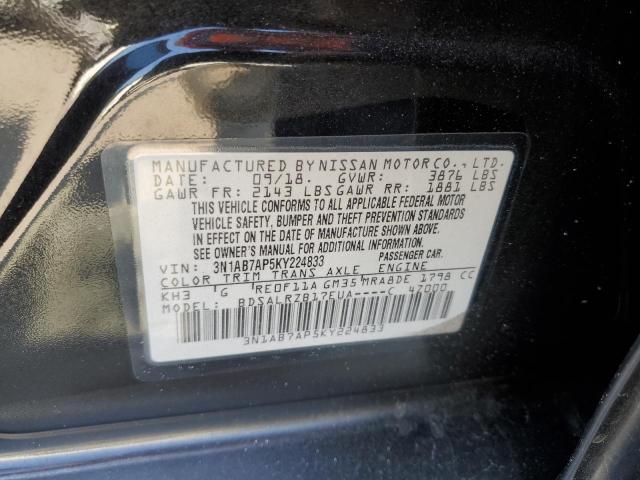 MANUFACTURED BY NISSAN MOTOR CO., LTD.
DATE: 09/18. GVWR: 3876 LBS
GAWR FR: 2143 LBS GAWR RR: 1881 LBS
THIS VEHICLE CONFORMS TO ALL APPLICABLE FEDERAL MOTOR
VEHICLE SAFETY, BUMPER AND THEFT PREVENTION STANDARDS
IN EFFECT ON THE DATE OF MANUFACTURE SHOWN ABOVE.
SEE OWNER'S MANUAL FOR ADDITIONAL INFORMATION.
VIN: 3N1AB7AP5KY224833 PASSENGER CAR.
COLOR TRIM TRANS AXLE ENGINE
KH3 G RE0F11A GM35 MRA8DE 1798 CC
MODEL: BDSALRZB17EUA----C 47000
3N1AB7AP5KY224833